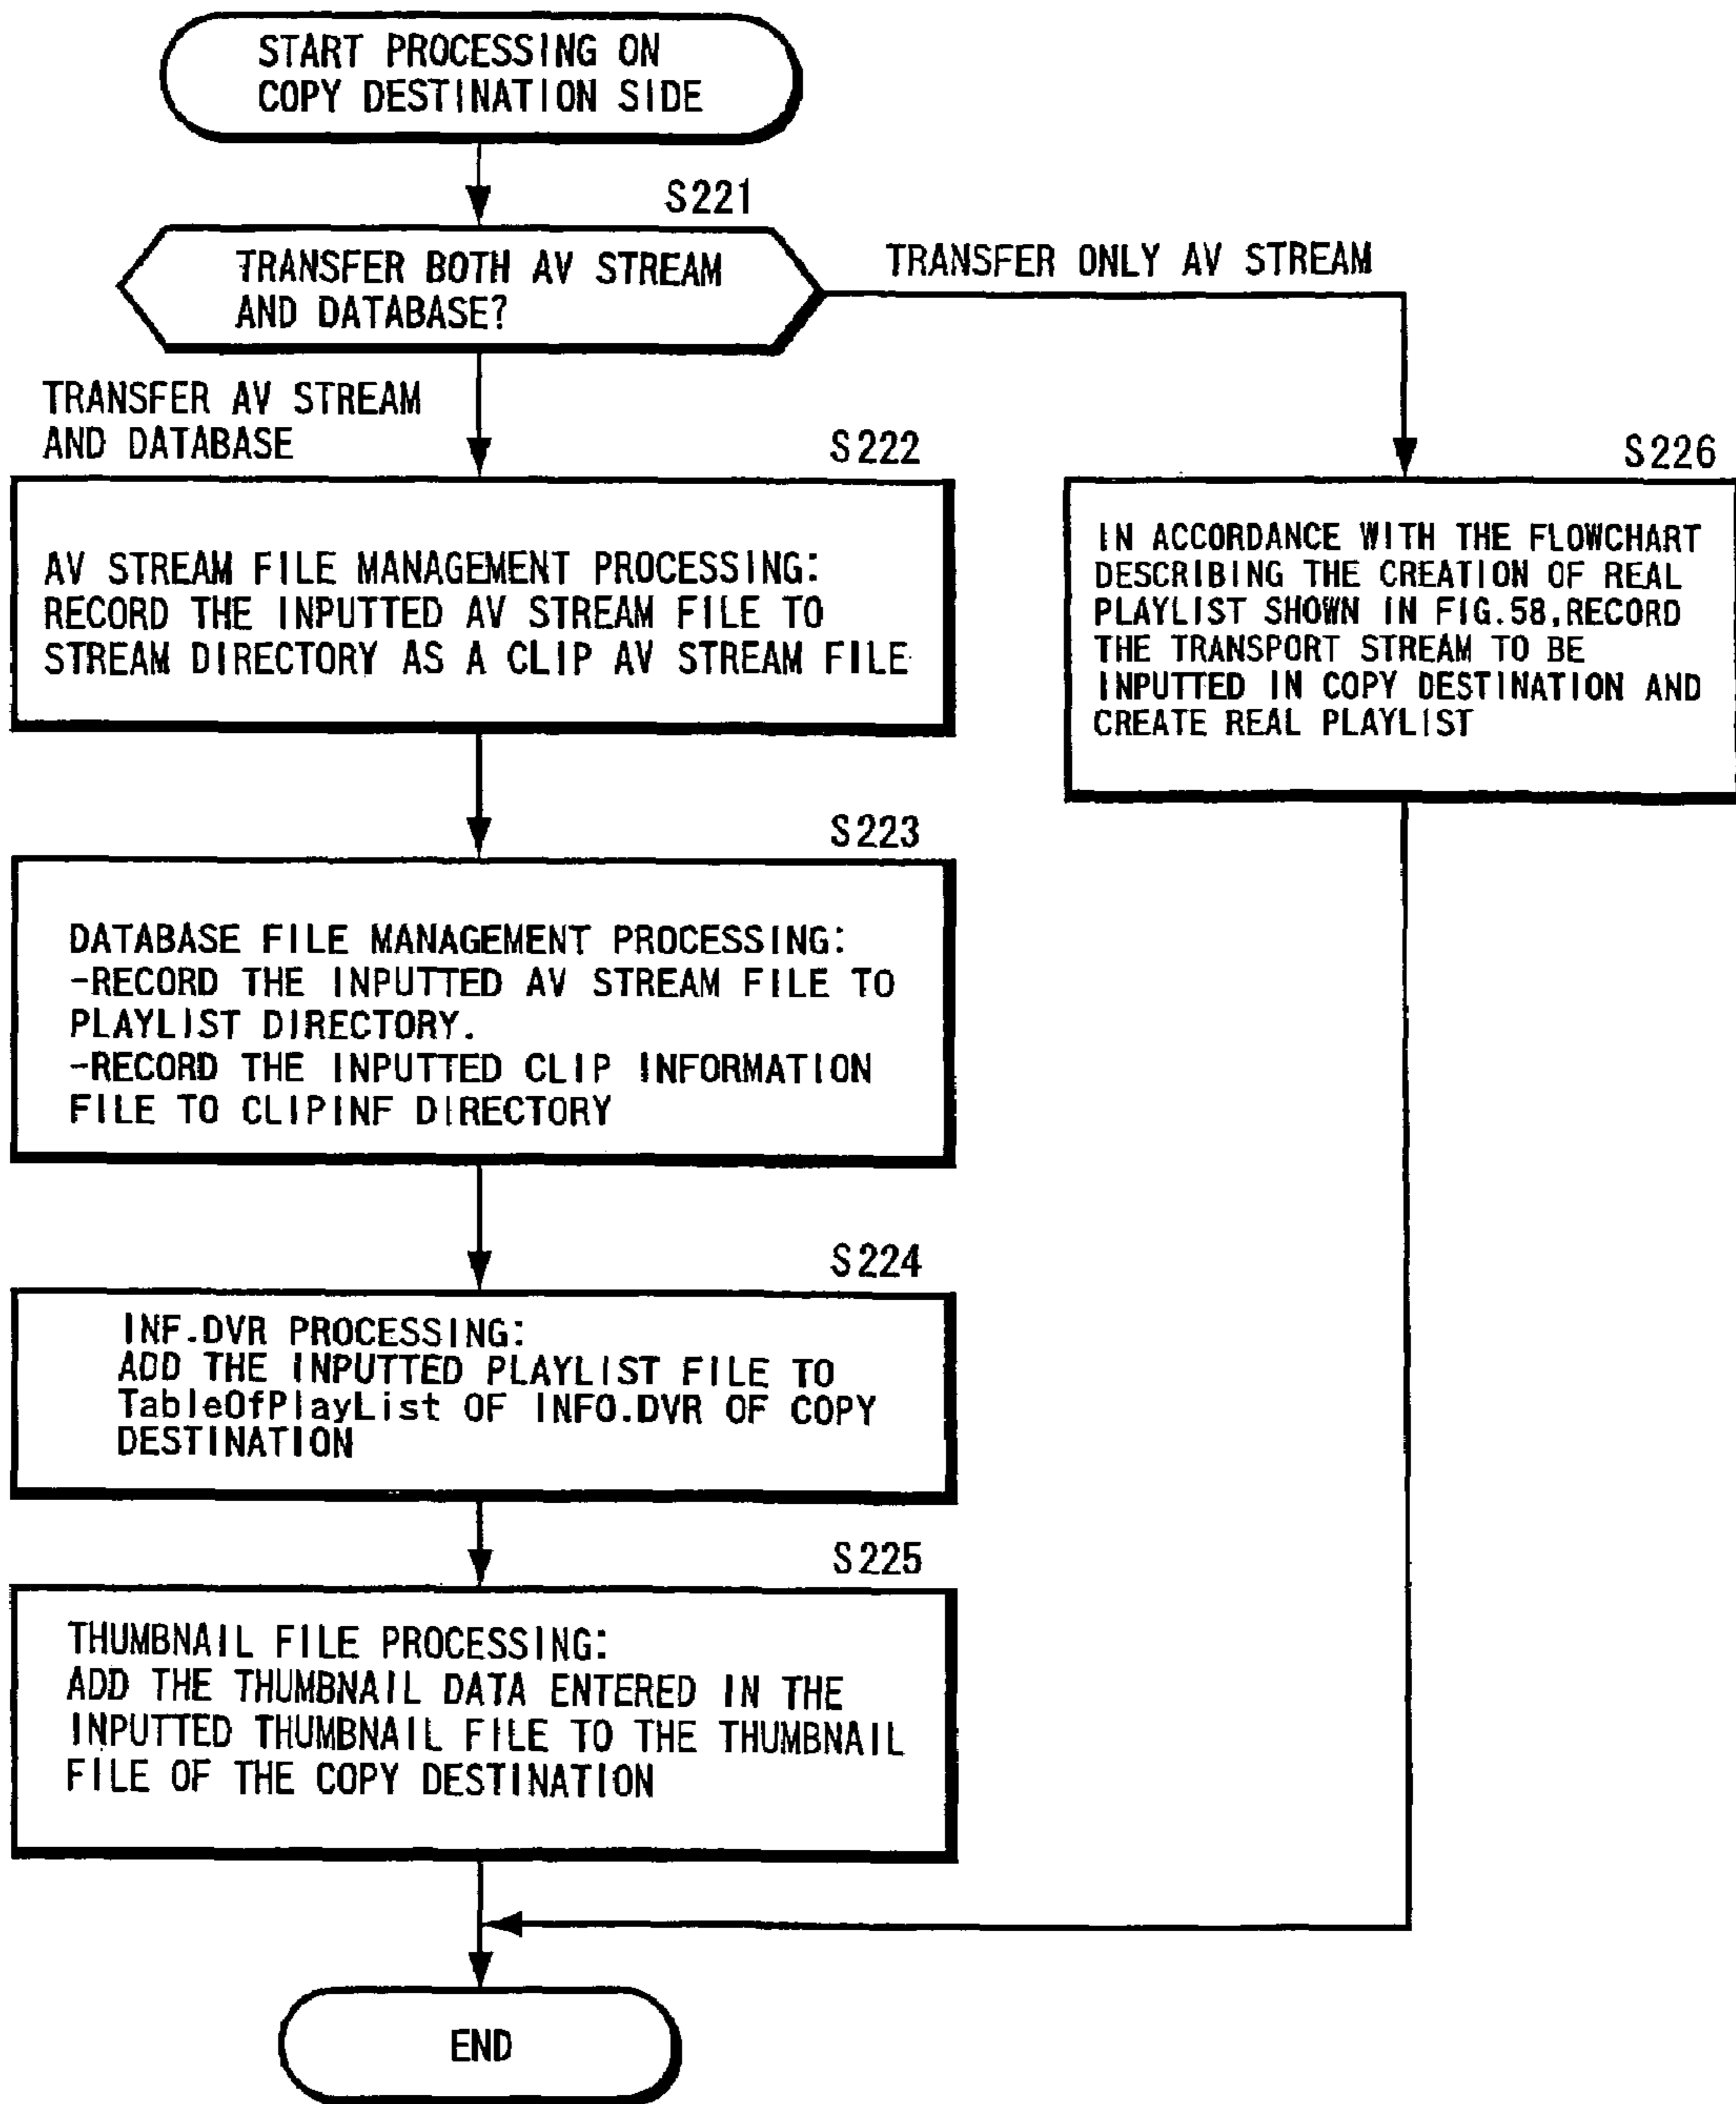 START PROCESSING ON
COPY DESTINATION SIDE
S221
TRANSFER BOTH AV STREAM
AND DATABASE?
TRANSFER ONLY AV STREAM
TRANSFER AV STREAM
AND DATABASE
S222
AV STREAM FILE MANAGEMENT PROCESSING:
RECORD THE INPUTTED AV STREAM FILE TO
STREAM DIRECTORY AS A CLIP AV STREAM FILE
S226
IN ACCORDANCE WITH THE FLOWCHART
DESCRIBING THE CREATION OF REAL
PLAYLIST SHOWN IN FIG.58,RECORD
THE TRANSPORT STREAM TO BE
INPUTTED IN COPY DESTINATION AND
CREATE REAL PLAYLIST
S223
DATABASE FILE MANAGEMENT PROCESSING:
-RECORD THE INPUTTED AV STREAM FILE TO
PLAYLIST DIRECTORY.
-RECORD THE INPUTTED CLIP INFORMATION
FILE TO CLIPINF DIRECTORY
S224
INF.DVR PROCESSING:
ADD THE INPUTTED PLAYLIST FILE TO
TableOfPlayList OF INFO.DVR OF COPY
DESTINATION
S225
THUMBNAIL FILE PROCESSING:
ADD THE THUMBNAIL DATA ENTERED IN THE
INPUTTED THUMBNAIL FILE TO THE THUMBNAIL
FILE OF THE COPY DESTINATION
END